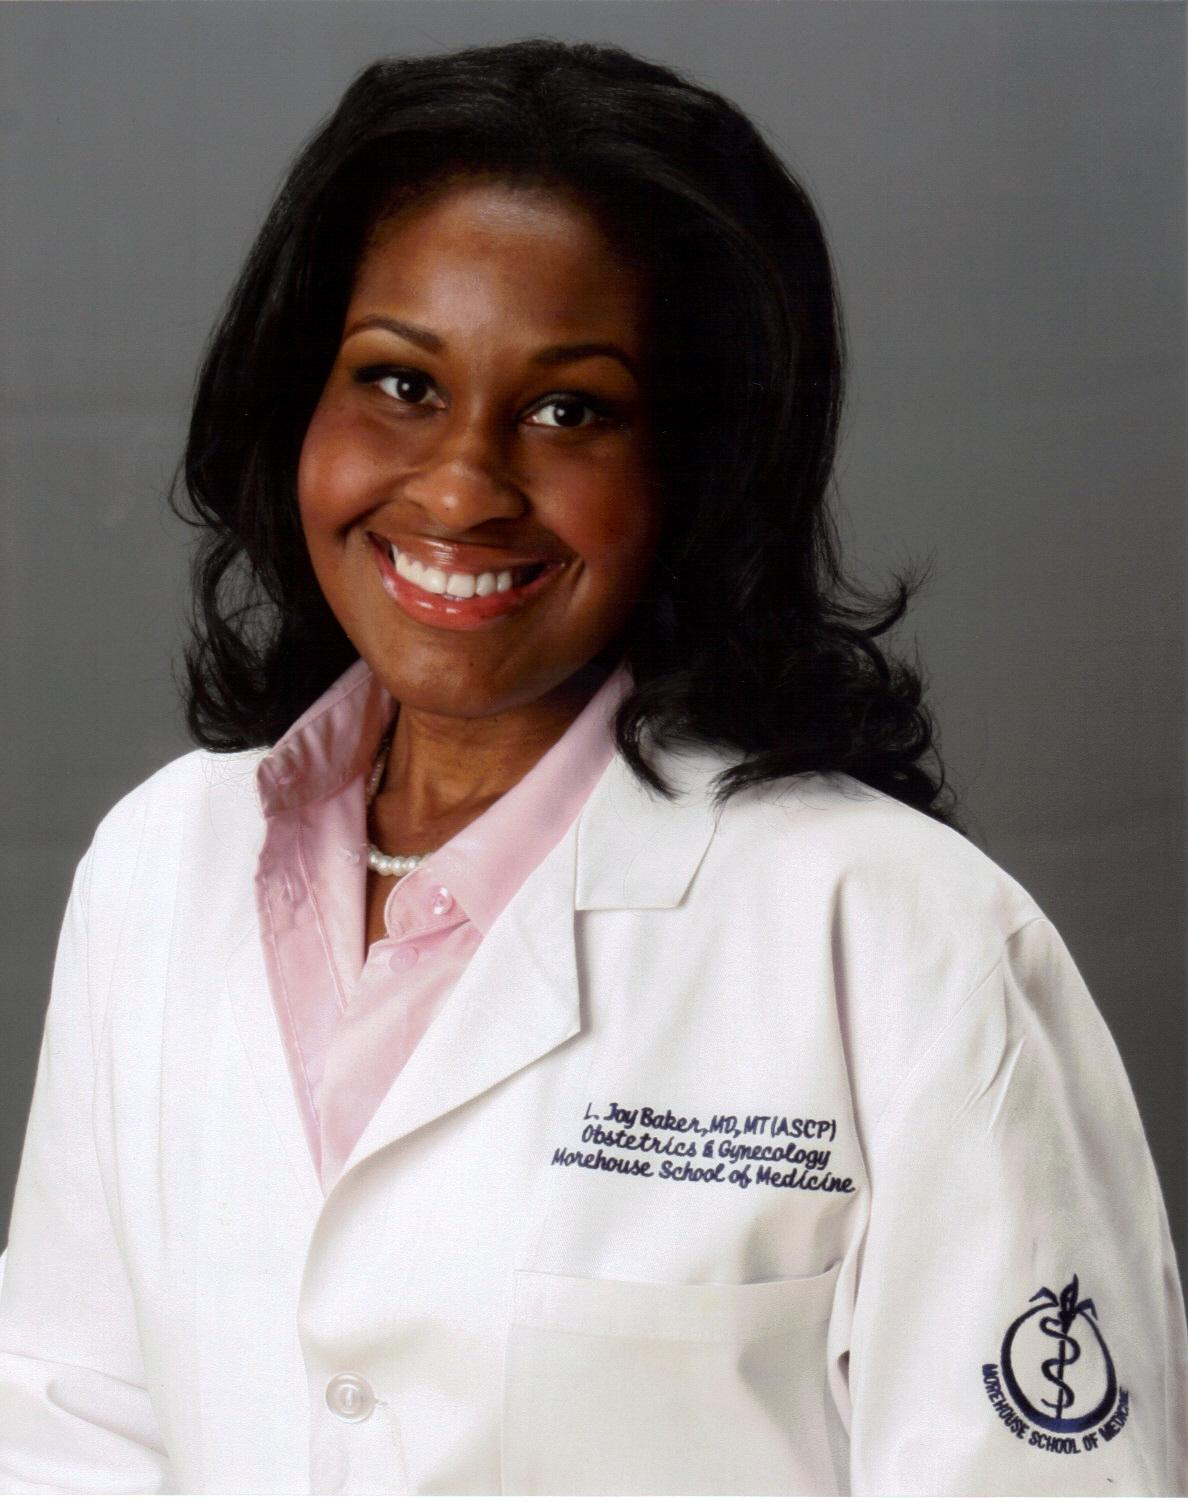 L. Joy Baker, MD, MT(ASCP)
Obstetrics & Gynecology
Morehouse School of Medicine
MOREHOUSE SCHOOL OF MEDICINE